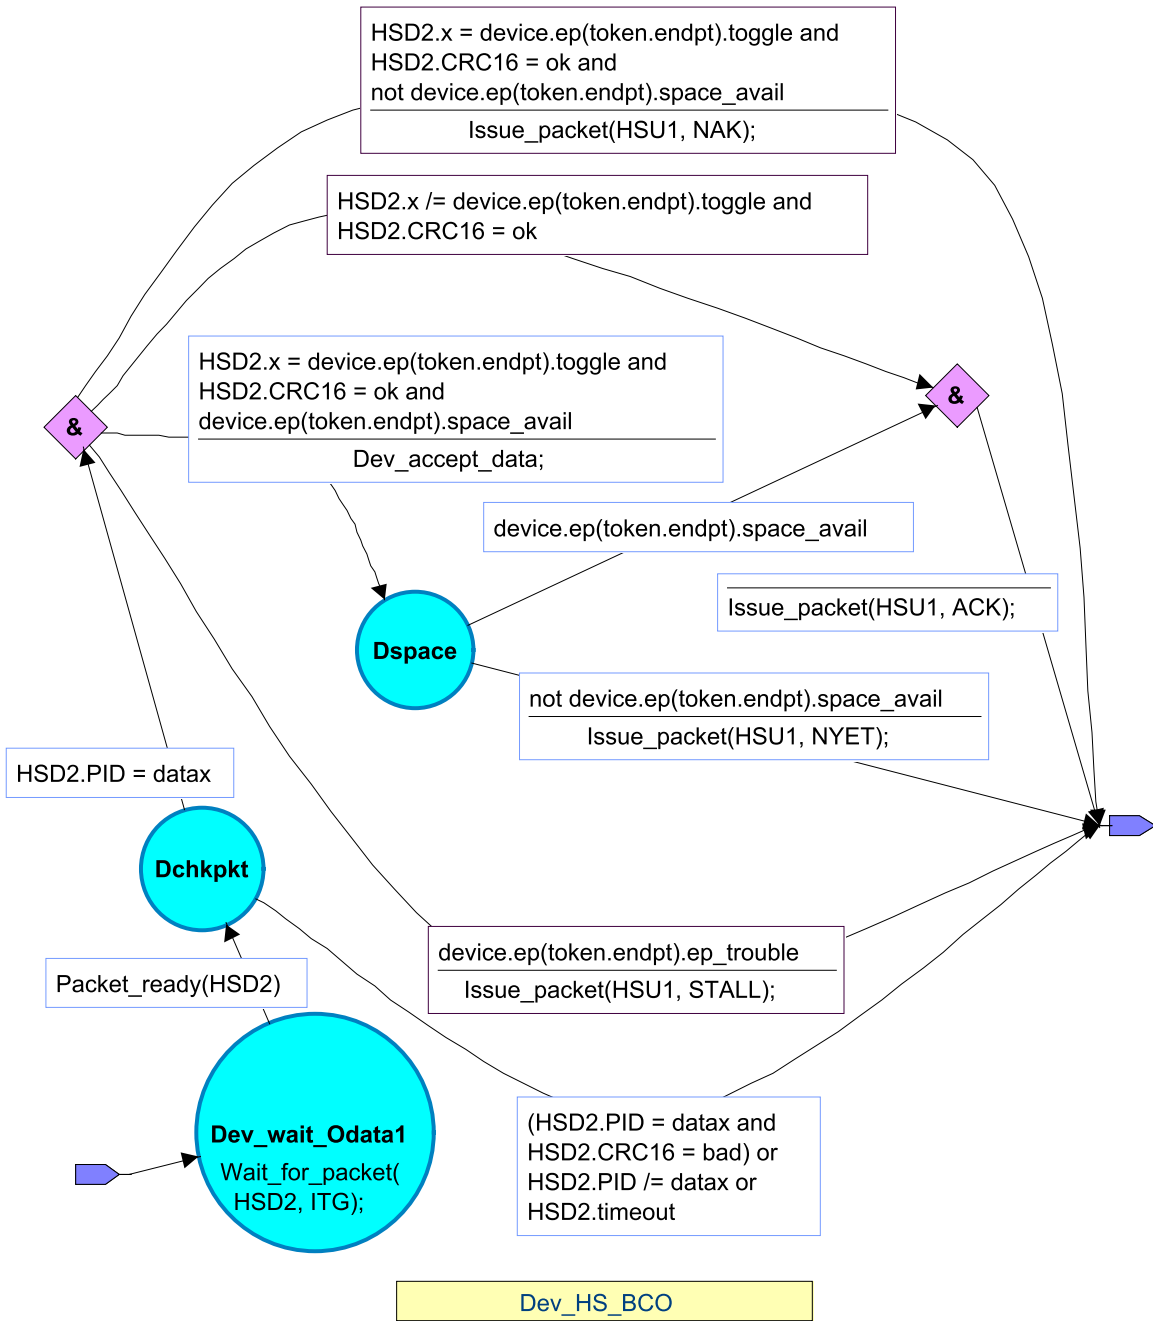 HSD2.x = device.ep(token.endpt).toggle and
HSD2.CRC16 = ok and
not device.ep(token.endpt).space_avail
Issue_packet(HSU1, NAK);
HSD2.x /= device.ep(token.endpt).toggle and
HSD2.CRC16 = ok
HSD2.x = device.ep(token.endpt).toggle and
HSD2.CRC16 = ok and
device.ep(token.endpt).space_avail
Dev_accept_data;
&
&
device.ep(token.endpt).space_avail
Issue_packet(HSU1, ACK);
Dspace
not device.ep(token.endpt).space_avail
Issue_packet(HSU1, NYET);
HSD2.PID = datax
Dchkpkt
device.ep(token.endpt).ep_trouble
Issue_packet(HSU1, STALL);
Packet_ready(HSD2)
Dev_wait_Odata1
Wait_for_packet(
HSD2, ITG);
(HSD2.PID = datax and
HSD2.CRC16 = bad) or
HSD2.PID /= datax or
HSD2.timeout
Dev_HS_BCO